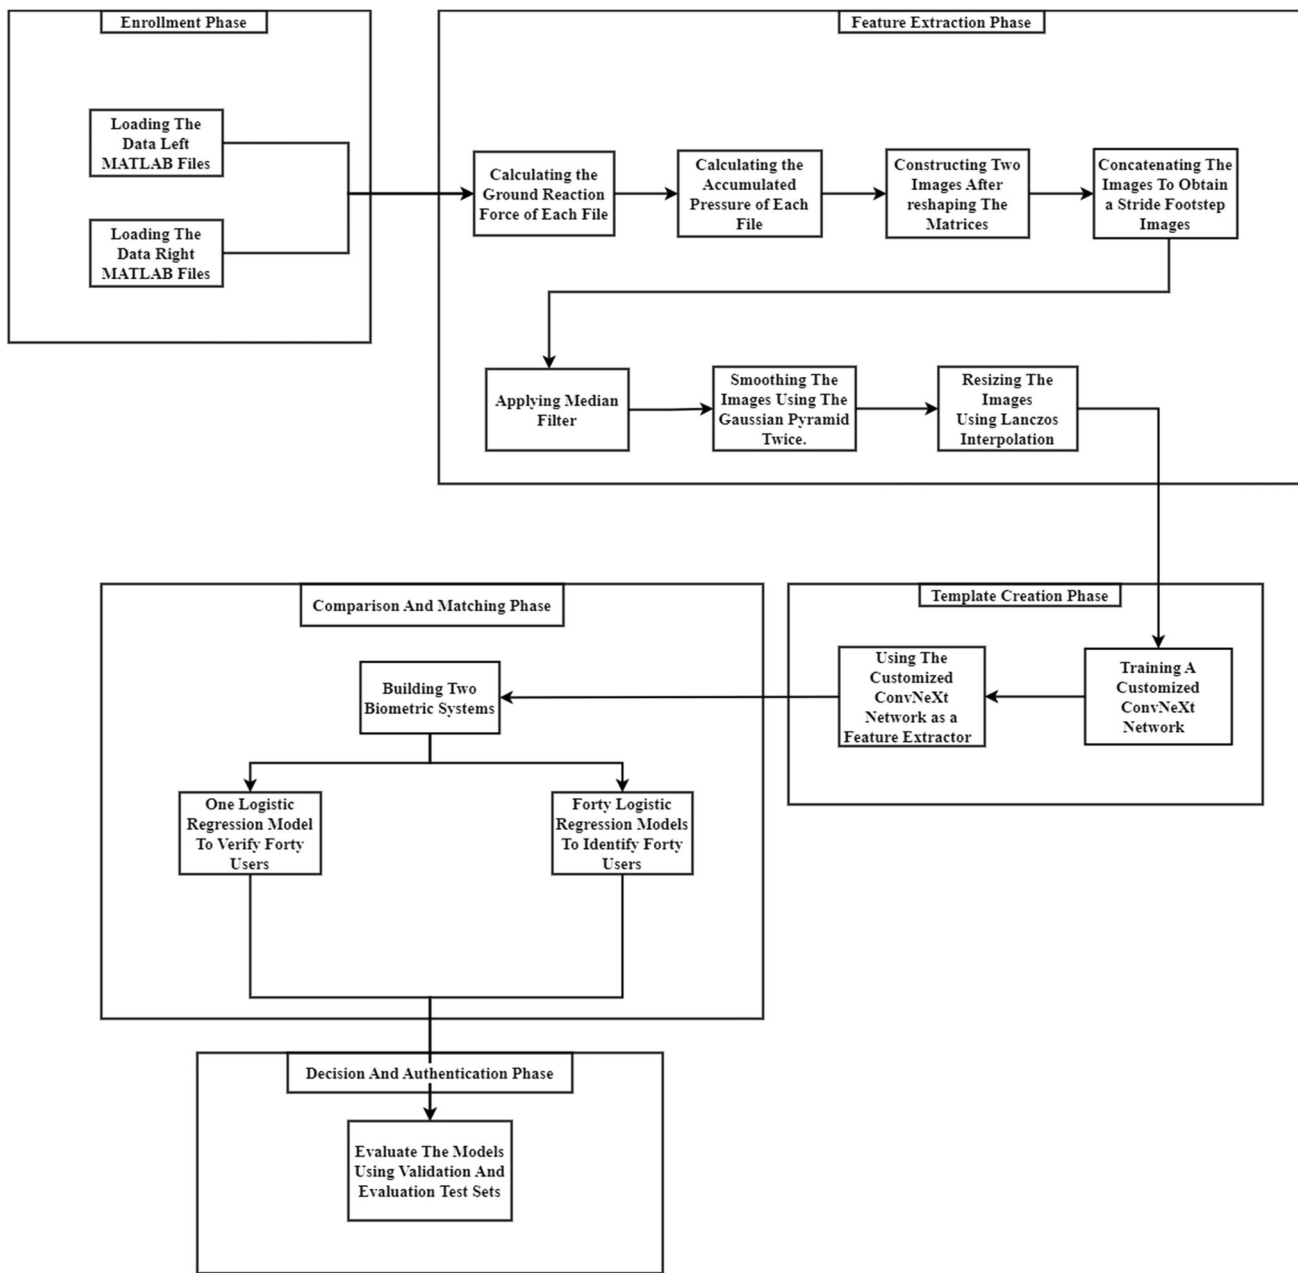 Enrollment Phase
Loading The
Data Left
MATLAB Files
Loading The
Data Right
MATLAB Files
Feature Extraction Phase
Calculating the
Ground Reaction
Force of Each File
Calculating the
Accumulated
Pressure of Each
File
Constructing Two
Images After
reshaping The
Matrices
Concatenating The
Images To Obtain
a Stride Footstep
Images
Applying Median
Filter
Smoothing The
Images Using The
Gaussian Pyramid
Twice.
Resizing The
Images
Using Lanczos
Interpolation
Template Creation Phase
Training A
Customized
ConvNeXt
Network
Using The
Customized
ConvNeXt
Network as a
Feature Extractor
Comparison And Matching Phase
Building Two
Biometric Systems
One Logistic
Regression Model
To Verify Forty
Users
Forty Logistic
Regression Models
To Identify Forty
Users
Decision And Authentication Phase
Evaluate The Models
Using Validation And
Evaluation Test Sets